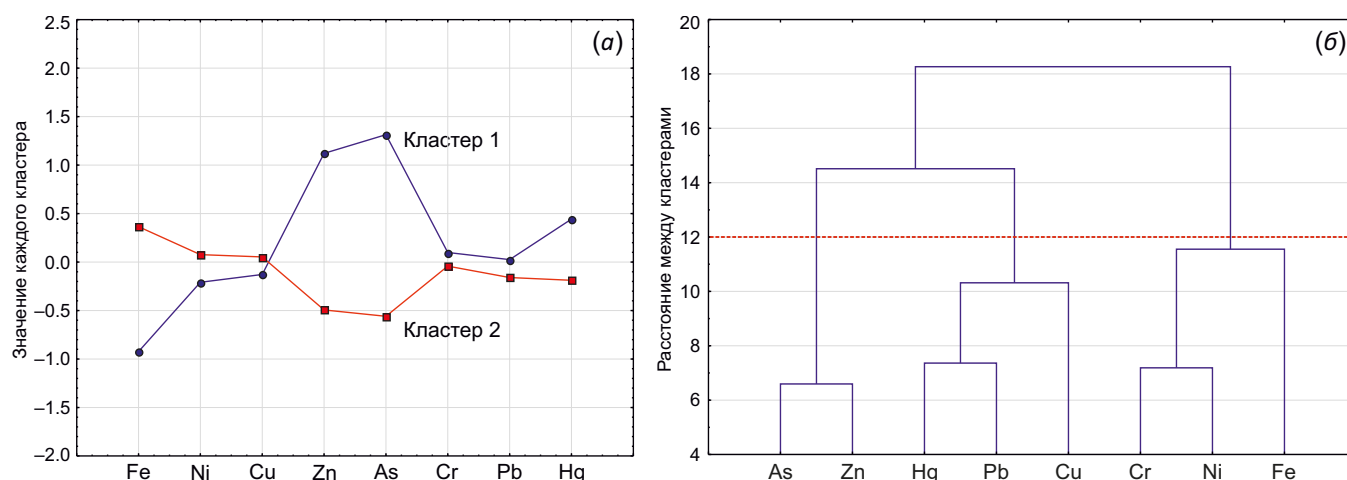 (а)
Значение каждого кластера
2.5
2.0
1.5
1.0
0.5
0.0
–0.5
–1.0
–1.5
–2.0
Кластер 1
Кластер 2
Fe Ni Cu Zn As Cr Pb Hg
(б)
Расстояние между кластерами
20
18
16
14
12
10
8
6
4
As Zn Hg Pb Cu Cr Ni Fe